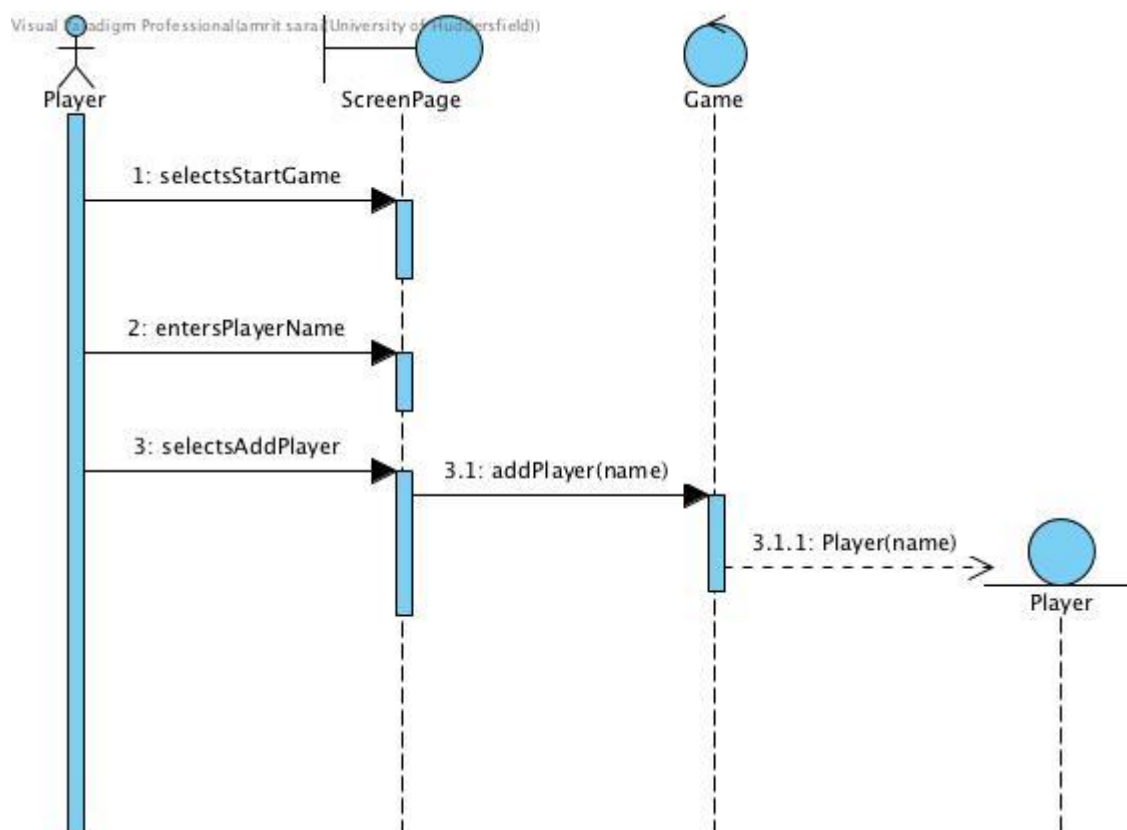 Visual Paradigm Professional(amrit sarai(University of Huddersfield))
Player
ScreenPage
Game
1: selectsStartGame
2: entersPlayerName
3: selectsAddPlayer
3.1: addPlayer(name)
3.1.1: Player(name)
Player